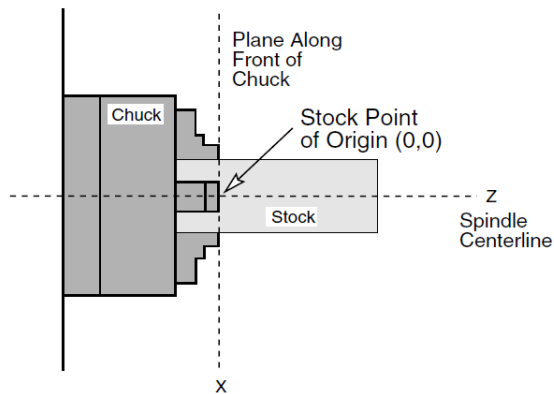 Plane Along
Front of
Chuck
Chuck
Stock Point
of Origin (0,0)
Z
Stock
Spindle
Centerline
X